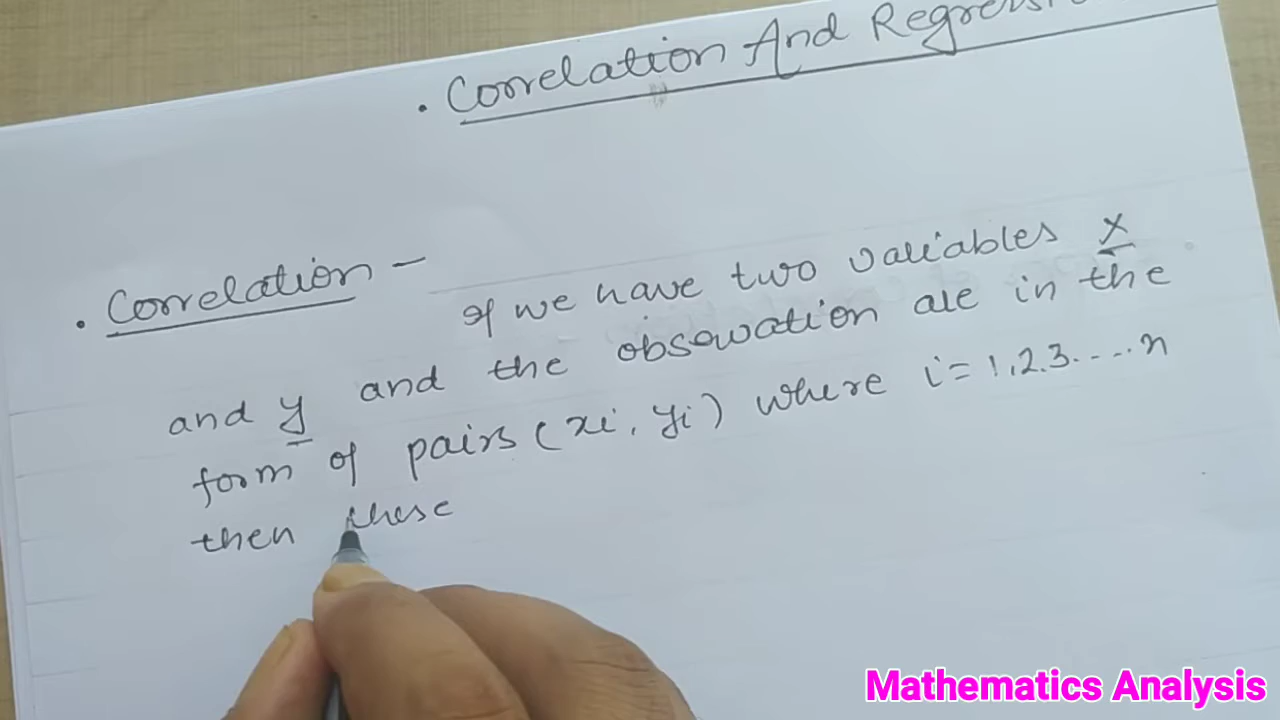 . Correlation And Regression
. Correlation – If we have two variables x
and y and the observation are in the
form of pairs (xi, yi) where i = 1,2,3....n
then these
Mathematics Analysis